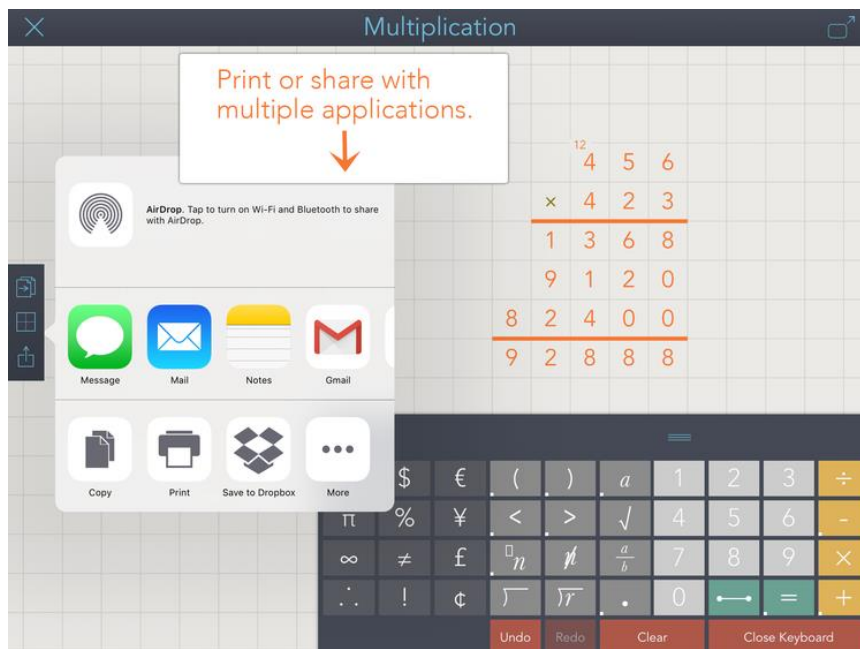 Multiplication
Print or share with
multiple applications.
AirDrop. Tap to turn on Wi-Fi and Bluetooth to share
with AirDrop.
Message Mail Notes Gmail
Copy Print Save to Dropbox More
12
4 5 6
× 4 2 3
1 3 6 8
9 1 2 0
8 2 4 0 0
9 2 8 8 8
$ € ( ) a 1 2 3 ÷
π % ¥ < > √ 4 5 6 -
∞ ≠ £ ▯n n a/b 7 8 9 ×
∴ ! ¢ r . 0 = +
Undo Redo Clear Close Keyboard